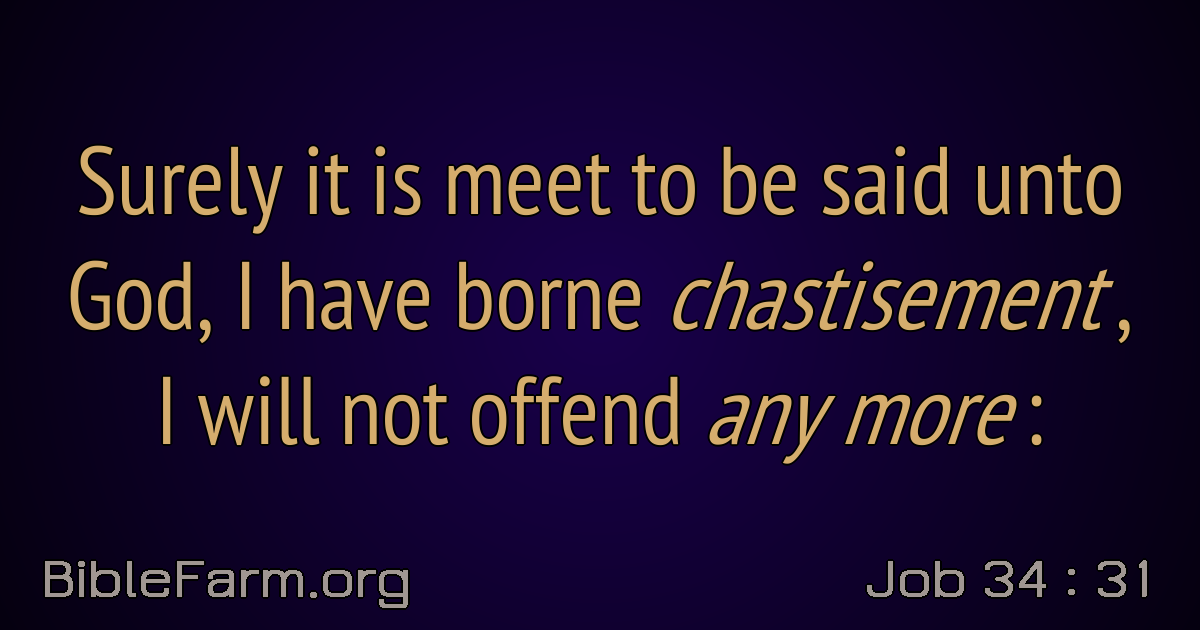 Surely it is meet to be said unto
God, I have borne chastisement,
I will not offend any more:
BibleFarm.org
Job 34 : 31